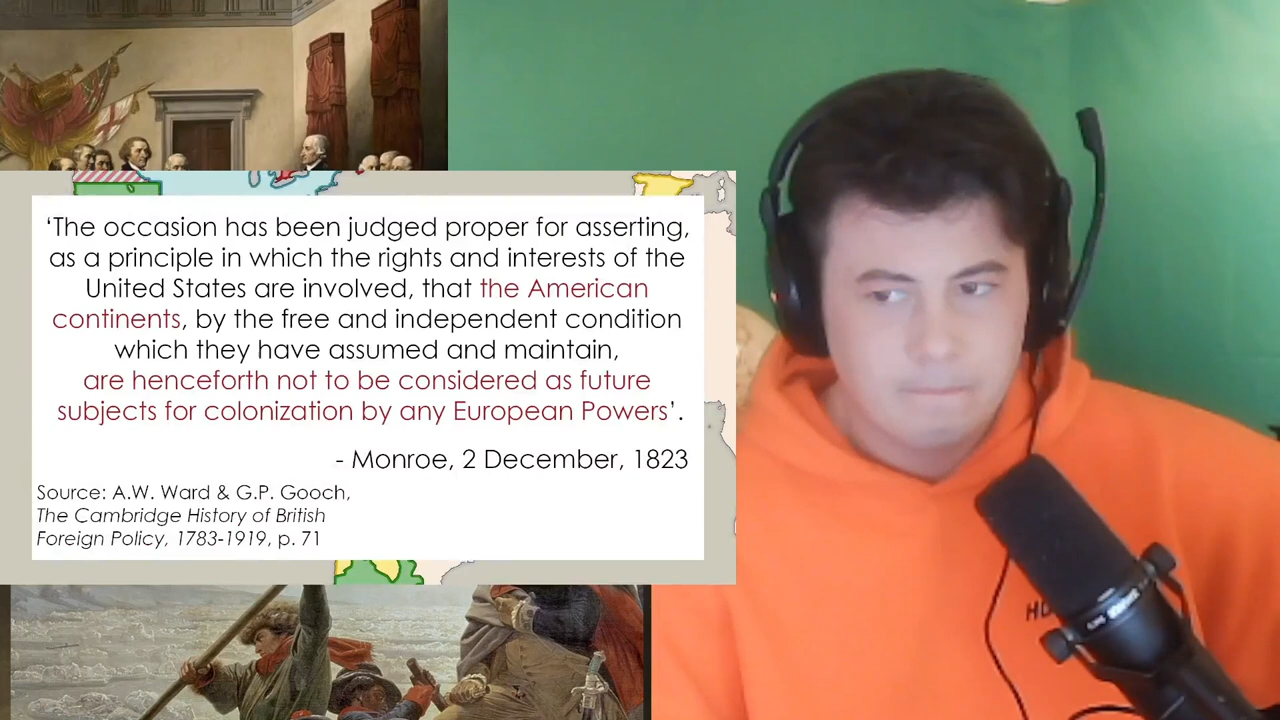 ‘The occasion has been judged proper for asserting,
as a principle in which the rights and interests of the
United States are involved, that the American
continents, by the free and independent condition
which they have assumed and maintain,
are henceforth not to be considered as future
subjects for colonization by any European Powers’.
- Monroe, 2 December, 1823
Source: A.W. Ward & G.P. Gooch,
The Cambridge History of British
Foreign Policy, 1783-1919, p. 71